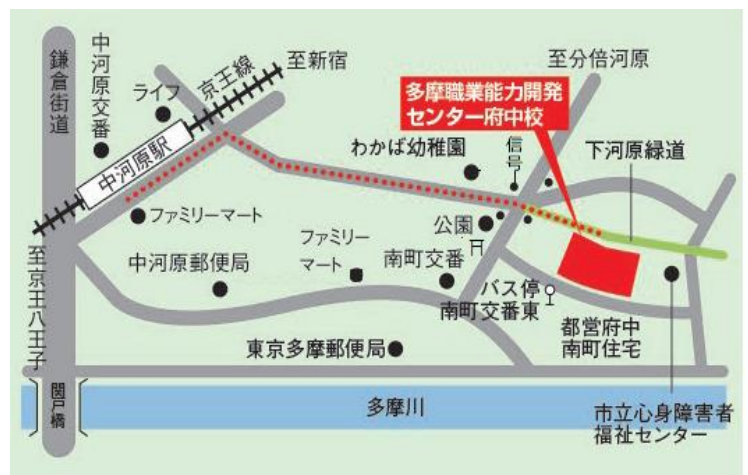 鎌倉街道
中河原交番
ライフ
京王線
至新宿
至分倍河原
多摩職業能力開発
センター府中校
中河原駅
わかば幼稚園
信号
下河原緑道
ファミリーマート
公園
ファミリー
マート
中河原郵便局
南町交番
バス停
南町交番東
至京王八王子
都営府中
南町住宅
東京多摩郵便局
関戸橋
多摩川
市立心身障害者
福祉センター